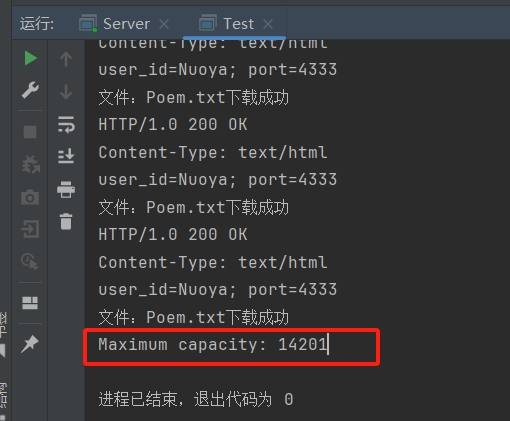 运行: Server Test
Content-Type: text/html
user_id=Nuoya; port=4333
文件：Poem.txt下载成功
HTTP/1.0 200 OK
Content-Type: text/html
user_id=Nuoya; port=4333
文件：Poem.txt下载成功
HTTP/1.0 200 OK
Content-Type: text/html
user_id=Nuoya; port=4333
文件：Poem.txt下载成功
Maximum capacity: 14201
进程已结束，退出代码为 0